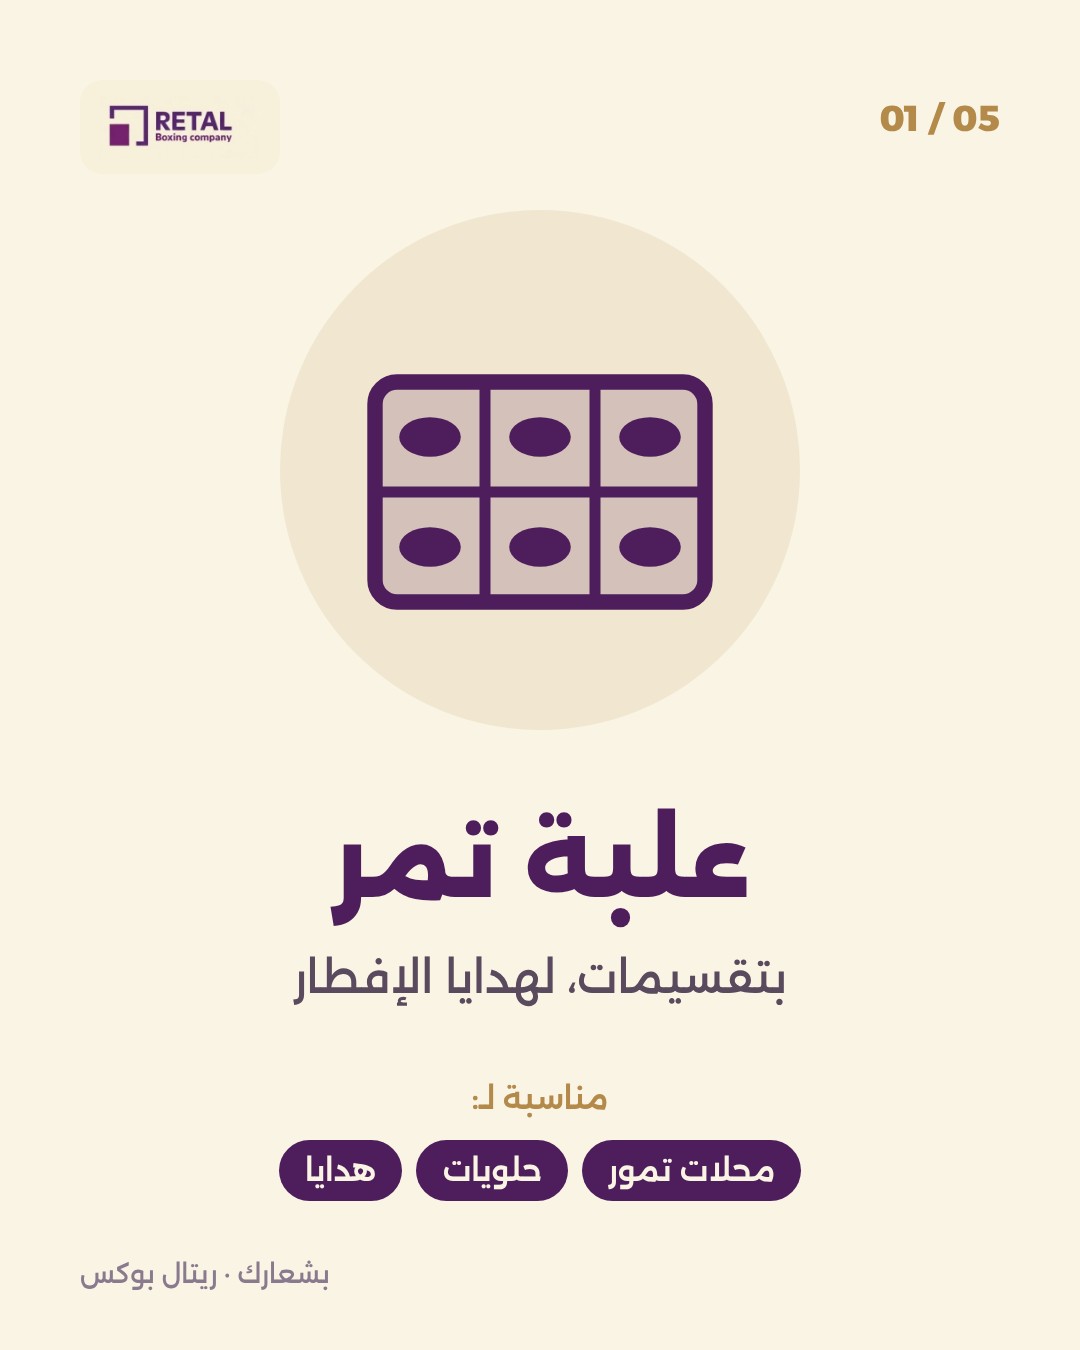 RETAL
Boxing company
01 / 05
علبة تمر
بتقسيمات، لهدايا الإفطار
مناسبة لـ:
محلات تمور
حلويات
هدايا
بشعارك · ريتال بوكس